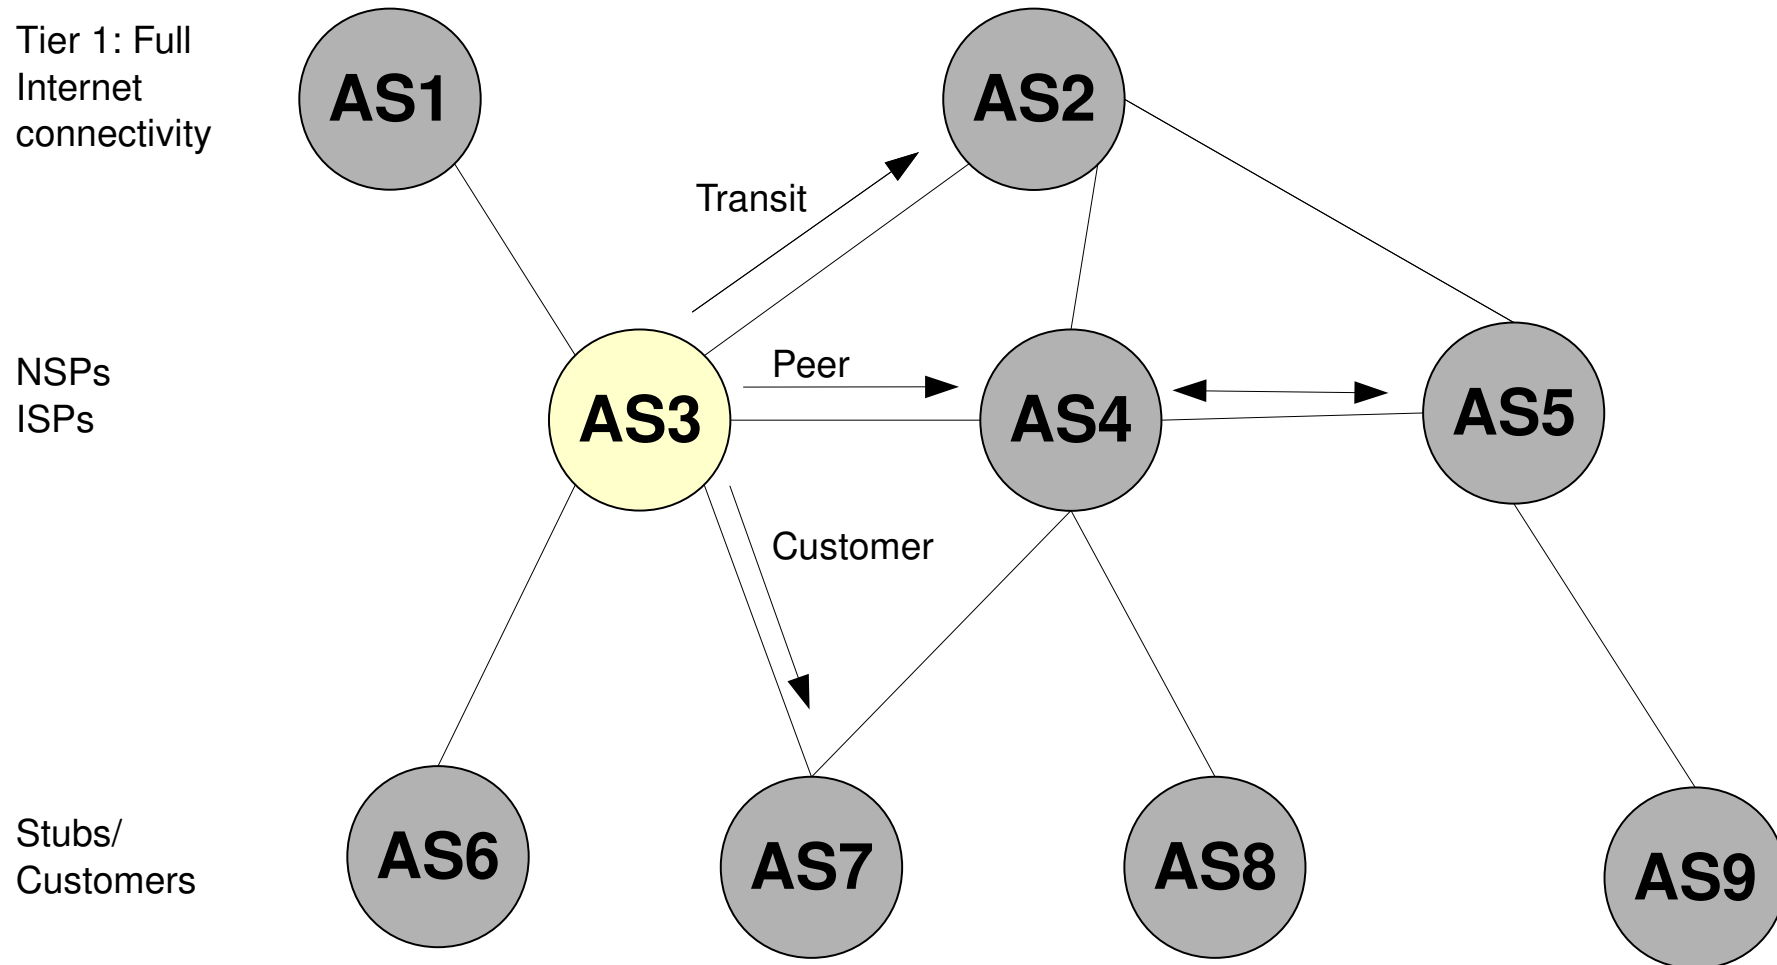 Tier 1: Full
Internet
connectivity
AS1
AS2
Transit
NSPs
ISPs
AS3
Peer
AS4
AS5
Customer
Stubs/
Customers
AS6
AS7
AS8
AS9